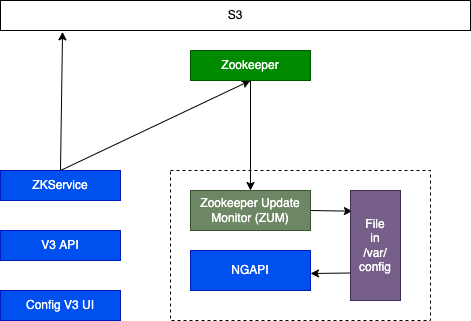 S3
Zookeeper
ZKService
Zookeeper Update
Monitor (ZUM)
File
in
/var/
config
V3 API
NGAPI
Config V3 UI